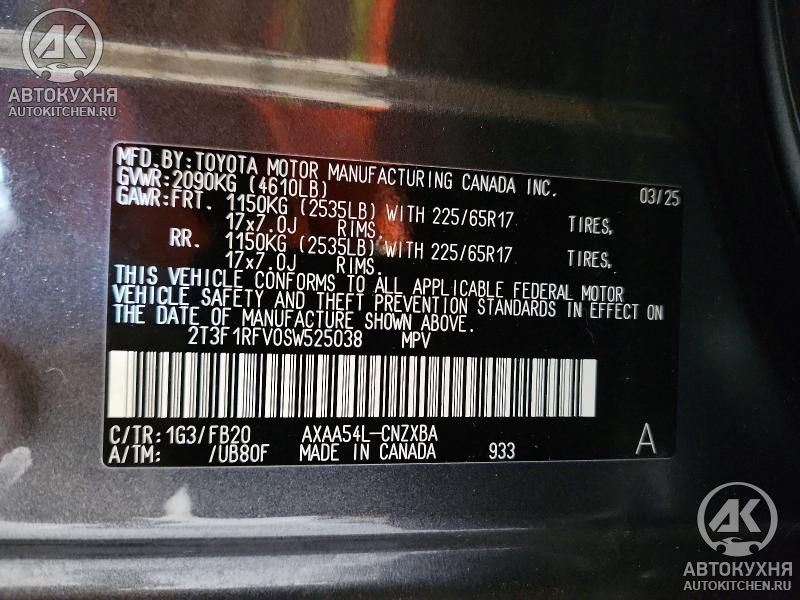 АК
АВТОКУХНЯ
AUTOKITCHEN.RU
MFD.BY:TOYOTA MOTOR MANUFACTURING CANADA INC.
GVWR:2090KG (4610LB) 03/25
GAWR:FRT. 1150KG (2535LB) WITH 225/65R17 TIRES,
17x7.0J RIMS.
RR. 1150KG (2535LB) WITH 225/65R17 TIRES,
17x7.0J RIMS.
THIS VEHICLE CONFORMS TO ALL APPLICABLE FEDERAL MOTOR
VEHICLE SAFETY AND THEFT PREVENTION STANDARDS IN EFFECT ON
THE DATE OF MANUFACTURE SHOWN ABOVE.
2T3F1RFV0SW525038 MPV
C/TR:1G3/FB20 AXAA54L-CNZXBA
A/TM: /UB80F MADE IN CANADA 933 A
АК
АВТОКУХНЯ
AUTOKITCHEN.RU